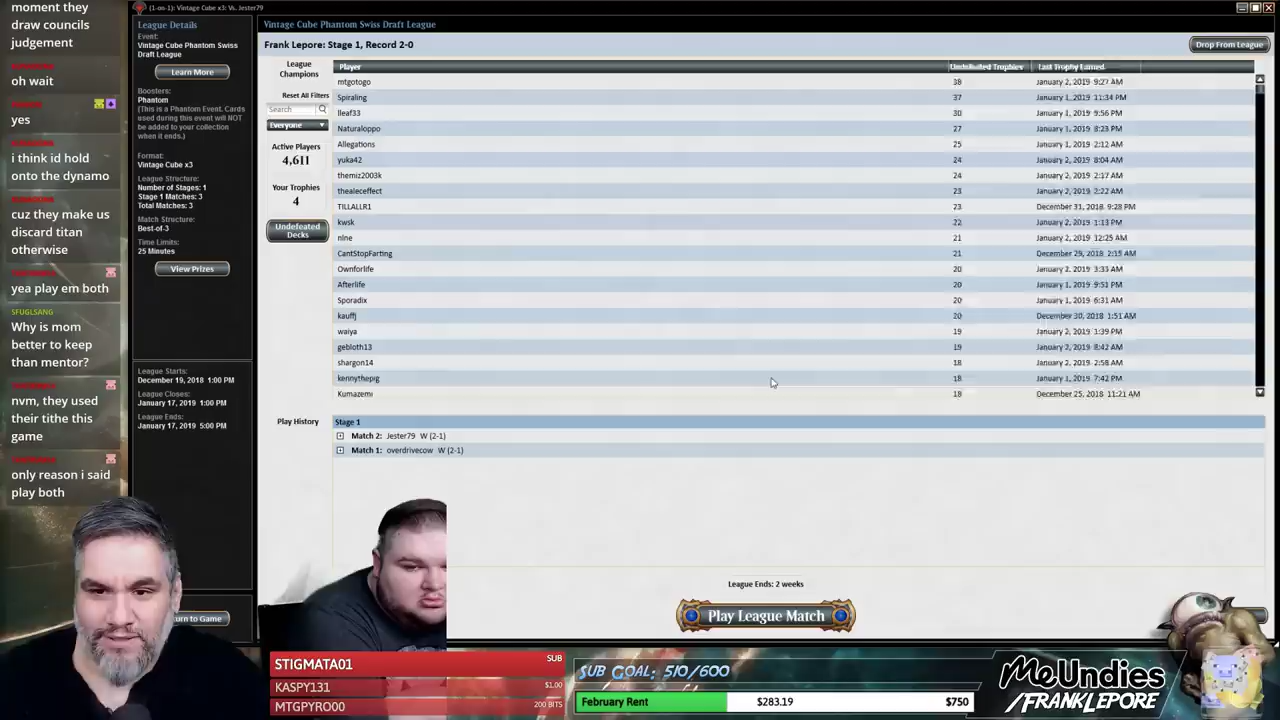 moment they
draw councils
judgement
oh wait
yes
i think id hold
onto the dynamo
cuz they make us
discard titan
otherwise
yea play em both
SFUGLSANG
Why is mom
better to keep
than mentor?
nvm, they used
their tithe this
game
only reason i said
play both
(1-on-1): Vintage Cube x3: Vs. Jester79
League Details
Event:
Vintage Cube Phantom Swiss
Draft League
Learn More
Boosters:
Phantom
(This is a Phantom Event. Cards
used during this event will NOT
be added to your collection
when it ends.)
Format:
Vintage Cube x3
League Structure:
Number of Stages: 1
Stage 1 Matches: 3
Total Matches: 3
Match Structure:
Best-of-3
Time Limits:
25 Minutes
View Prizes
League Starts:
December 19, 2018 1:00 PM
League Closes:
January 17, 2019 1:00 PM
League Ends:
January 17, 2019 5:00 PM
Vintage Cube Phantom Swiss Draft League
Frank Lepore: Stage 1, Record 2-0
Drop From League
League
Champions
Reset All Filters
Search
Everyone
Active Players
4,611
Your Trophies
4
Undefeated
Decks
Player Undefeated Trophies Last Trophy Earned
mtgotogo 38 January 2, 2019 9:27 AM
Spiraling 37 January 1, 2019 11:34 PM
lleaf33 30 January 1, 2019 9:56 PM
Naturaloppo 27 January 1, 2019 8:23 PM
Allegations 25 January 1, 2019 2:12 AM
yuka42 24 January 2, 2019 8:04 AM
themiz2003k 24 January 2, 2019 2:17 AM
thealeceffect 23 January 2, 2019 2:22 AM
TILLALLR1 23 December 31, 2018 9:28 PM
kwsk 22 January 2, 2019 1:13 PM
nlne 21 January 2, 2019 12:25 AM
CantStopFarting 21 December 29, 2018 2:15 AM
Ownforlife 20 January 2, 2019 3:33 AM
Afterlife 20 January 1, 2019 9:51 PM
Sporadix 20 January 1, 2019 6:31 AM
kauffj 20 December 30, 2018 1:51 AM
waiya 19 January 2, 2019 1:39 PM
gebloth13 19 January 2, 2019 8:42 AM
shargon14 18 January 2, 2019 2:58 AM
kennytheprg 18 January 1, 2019 7:42 PM
Kumazemi 18 December 25, 2018 11:21 AM
Play History
Stage 1
Match 2: Jester79 W (2-1)
Match 1: overdrivecow W (2-1)
League Ends: 2 weeks
Play League Match
urn to Game
STIGMATA01 SUB
KASPY131 $1.00
MTGPYRO00 200 BITS
SUB GOAL: 510/600
February Rent $283.19 $750
MeUndies
/FRANKLEPORE